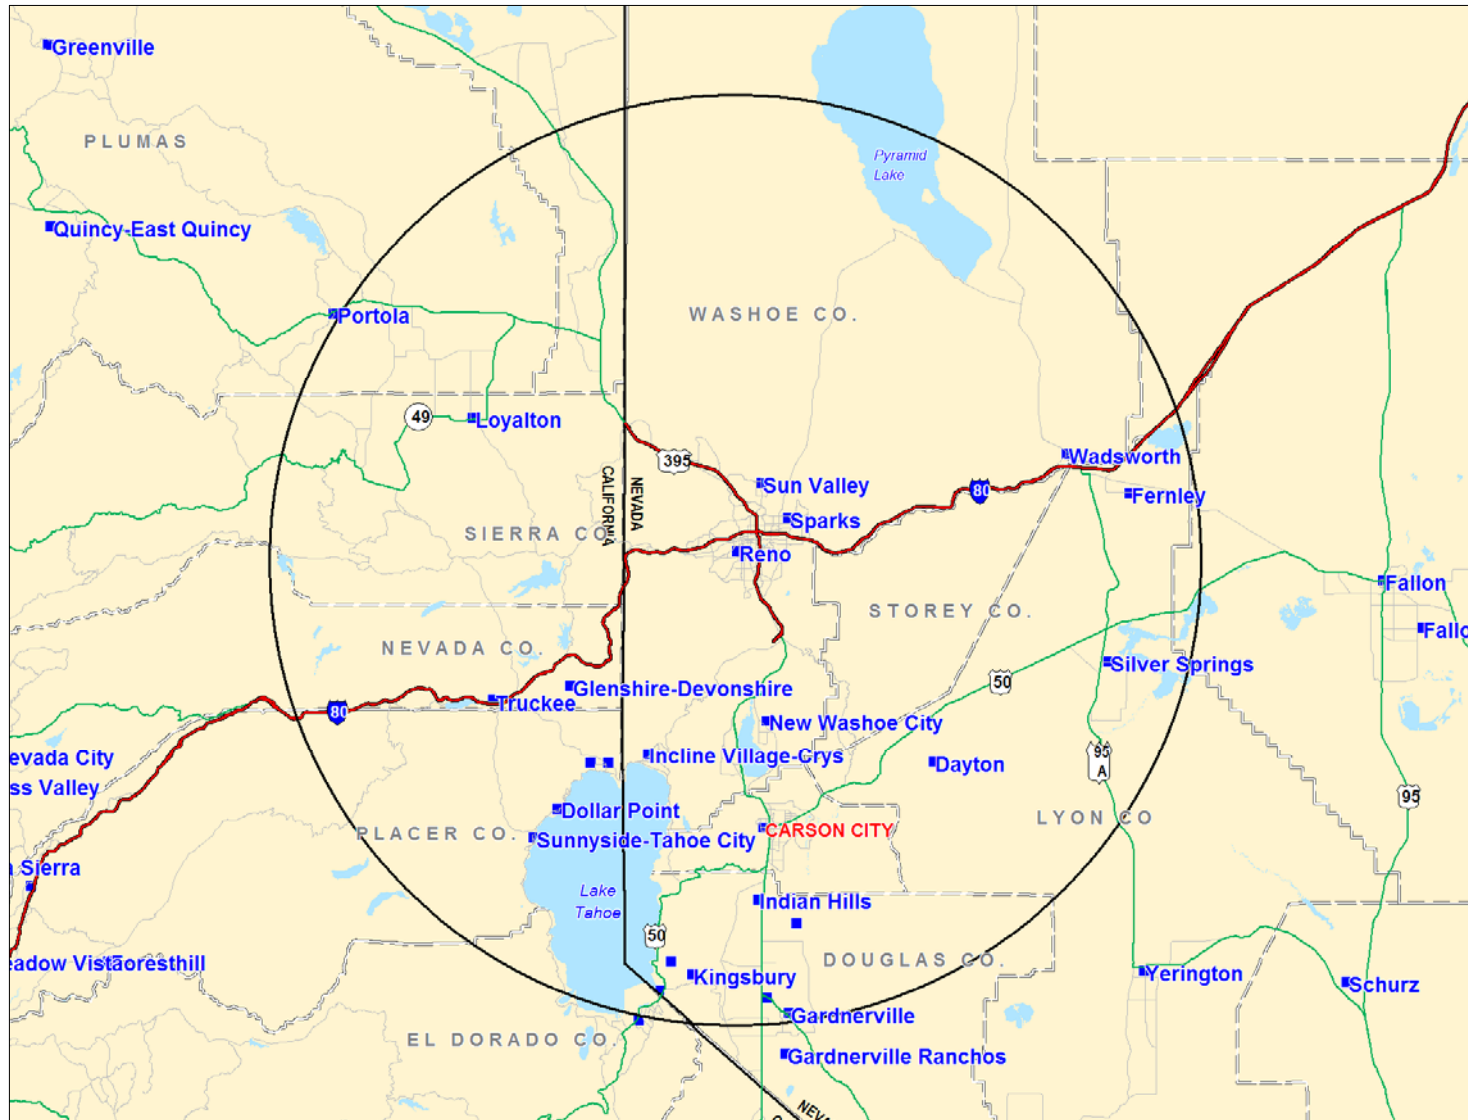 Greenville
PLUMAS
Pyramid
Lake
Quincy-East Quincy
WASHOE CO.
Portola
49
Loyalton
395
Wadsworth
NEVADA
CALIFORNIA
Sun Valley
80
Fernley
Sparks
SIERRA CO.
Reno
Fallon
STOREY CO.
Fallo
NEVADA CO.
Silver Springs
50
Glenshire-Devonshire
Truckee
80
New Washoe City
evada City
Incline Village-Crys
Dayton
95
A
ss Valley
95
Dollar Point
LYON CO
PLACER CO.
CARSON CITY
Sunnyside-Tahoe City
a Sierra
Lake
Tahoe
Indian Hills
50
eadow Vistaoresthill
DOUGLAS CO.
Kingsbury
Yerington
Schurz
Gardnerville
EL DORADO CO.
Gardnerville Ranchos
NEVA